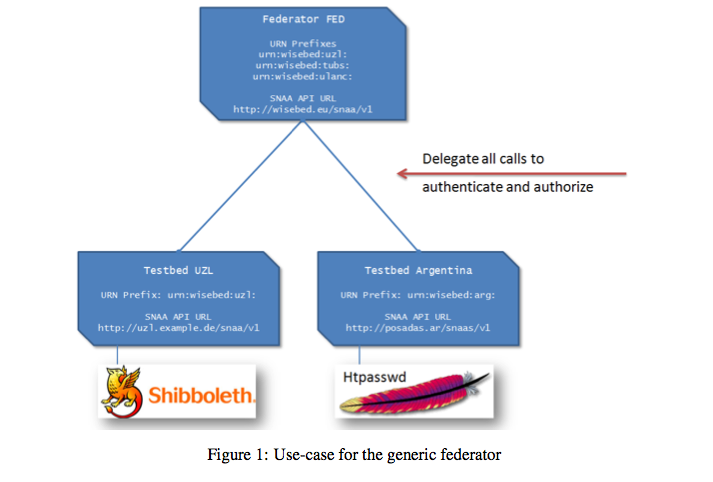 Federator FED
URN Prefixes
urn:wisebed:uzl:
urn:wisebed:tubs:
urn:wisebed:ulanc:
SNAA API URL
http://wisebed.eu/snaa/v1
Delegate all calls to
authenticate and authorize
Testbed UZL
URN Prefix: urn:wisebed:uzl:
SNAA API URL
http://uzl.example.de/snaa/v1
Testbed Argentina
URN Prefix: urn:wisebed:arg:
SNAA API URL
http://posadas.ar/snaas/v1
Shibboleth.
Htpasswd
Figure 1: Use-case for the generic federator